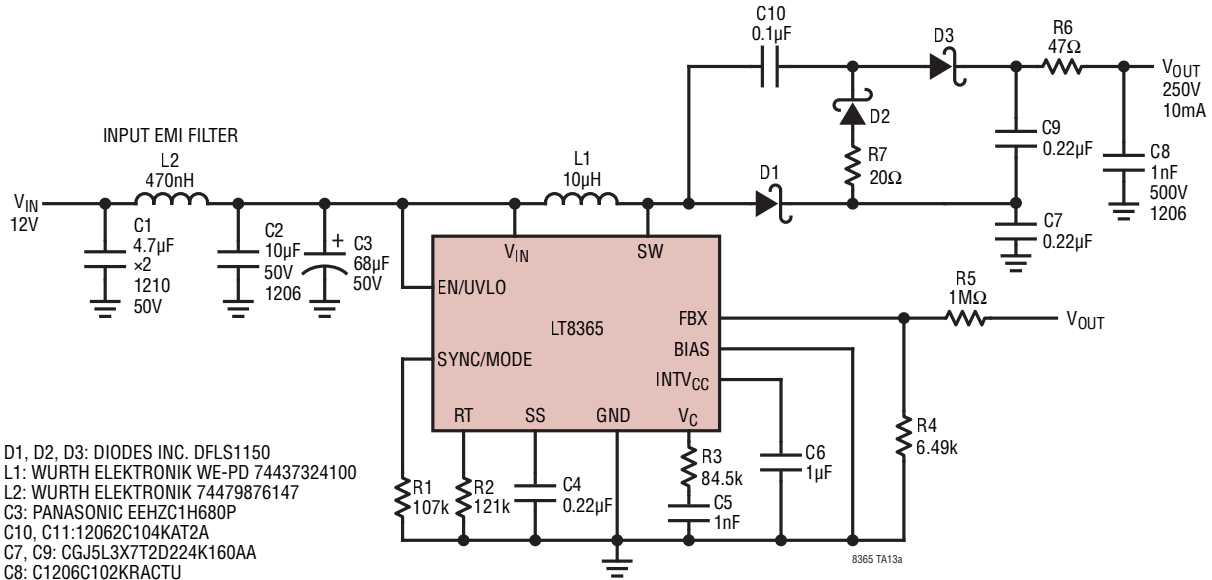 C10
0.1µF
D3
R6
47Ω
VOUT
250V
10mA
D2
R7
20Ω
C9
0.22µF
C8
1nF
500V
1206
INPUT EMI FILTER
L2
470nH
L1
10µH
D1
VIN
12V
C1
4.7µF
×2
1210
50V
C2
10µF
50V
1206
+
C3
68µF
50V
C7
0.22µF
VIN
SW
EN/UVLO
LT8365
FBX
BIAS
INTVCC
SYNC/MODE
RT
SS
GND
VC
R5
1MΩ
VOUT
R4
6.49k
R1
107k
R2
121k
C4
0.22µF
R3
84.5k
C5
1nF
C6
1µF
D1, D2, D3: DIODES INC. DFLS1150
L1: WURTH ELEKTRONIK WE-PD 74437324100
L2: WURTH ELEKTRONIK 74479876147
C3: PANASONIC EEHZC1H680P
C10, C11:12062C104KAT2A
C7, C9: CGJ5L3X7T2D224K160AA
C8: C1206C102KRACTU
8365 TA13a